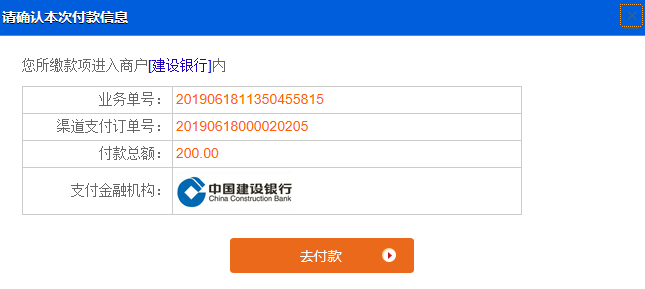 请确认本次付款信息
您所缴款项进入商户[建设银行]内
业务单号： 2019061811350455815
渠道支付订单号： 20190618000020205
付款总额： 200.00
支付金融机构： 中国建设银行
China Construction Bank
去付款